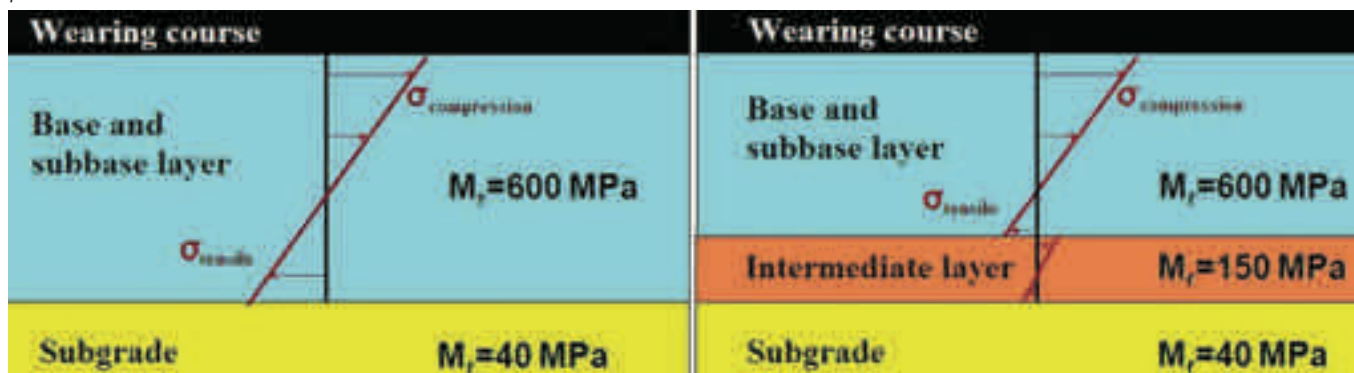 Wearing course
σcompression
Base and
subbase layer
Mr=600 MPa
σtensile
Subgrade
Mr=40 MPa
Wearing course
σcompression
Base and
subbase layer
Mr=600 MPa
σtensile
Intermediate layer
Mr=150 MPa
Subgrade
Mr=40 MPa